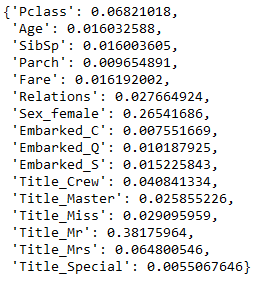 {'Pclass': 0.06821018,
'Age': 0.016032588,
'SibSp': 0.016003605,
'Parch': 0.009654891,
'Fare': 0.016192002,
'Relations': 0.027664924,
'Sex_female': 0.26541686,
'Embarked_C': 0.007551669,
'Embarked_Q': 0.010187925,
'Embarked_S': 0.015225843,
'Title_Crew': 0.040841334,
'Title_Master': 0.025855226,
'Title_Miss': 0.029095959,
'Title_Mr': 0.38175964,
'Title_Mrs': 0.064800546,
'Title_Special': 0.0055067646}